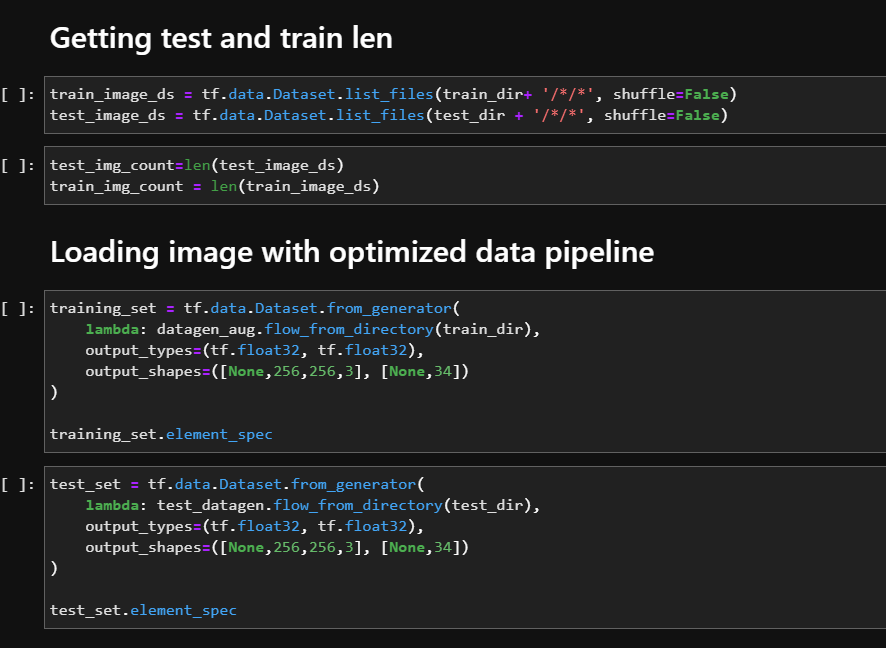 Getting test and train len
[ ]: train_image_ds = tf.data.Dataset.list_files(train_dir+ '/*/*', shuffle=False)
test_image_ds = tf.data.Dataset.list_files(test_dir + '/*/*', shuffle=False)
[ ]: test_img_count=len(test_image_ds)
train_img_count = len(train_image_ds)
Loading image with optimized data pipeline
[ ]: training_set = tf.data.Dataset.from_generator(
    lambda: datagen_aug.flow_from_directory(train_dir),
    output_types=(tf.float32, tf.float32),
    output_shapes=([None,256,256,3], [None,34])
)
training_set.element_spec
[ ]: test_set = tf.data.Dataset.from_generator(
    lambda: test_datagen.flow_from_directory(test_dir),
    output_types=(tf.float32, tf.float32),
    output_shapes=([None,256,256,3], [None,34])
)
test_set.element_spec